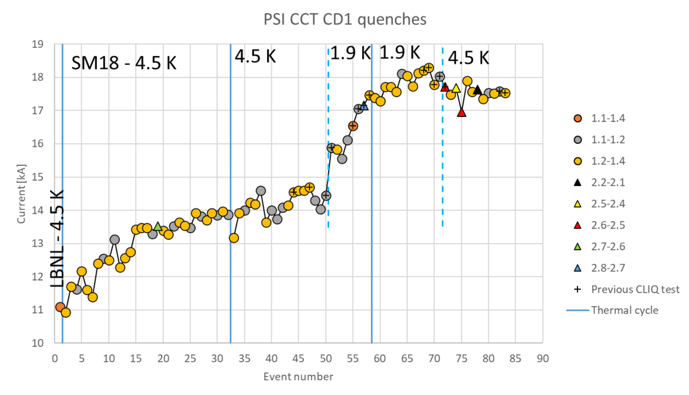 PSI CCT CD1 quenches
19
18
17
16
15
14
13
12
11
10
Current [kA]
LBNL - 4.5 K
SM18 - 4.5 K
4.5 K
1.9 K
1.9 K
4.5 K
0 5 10 15 20 25 30 35 40 45 50 55 60 65 70 75 80 85 90
Event number
1.1-1.4
1.1-1.2
1.2-1.4
2.2-2.1
2.5-2.4
2.6-2.5
2.7-2.6
2.8-2.7
Previous CLIQ test
Thermal cycle